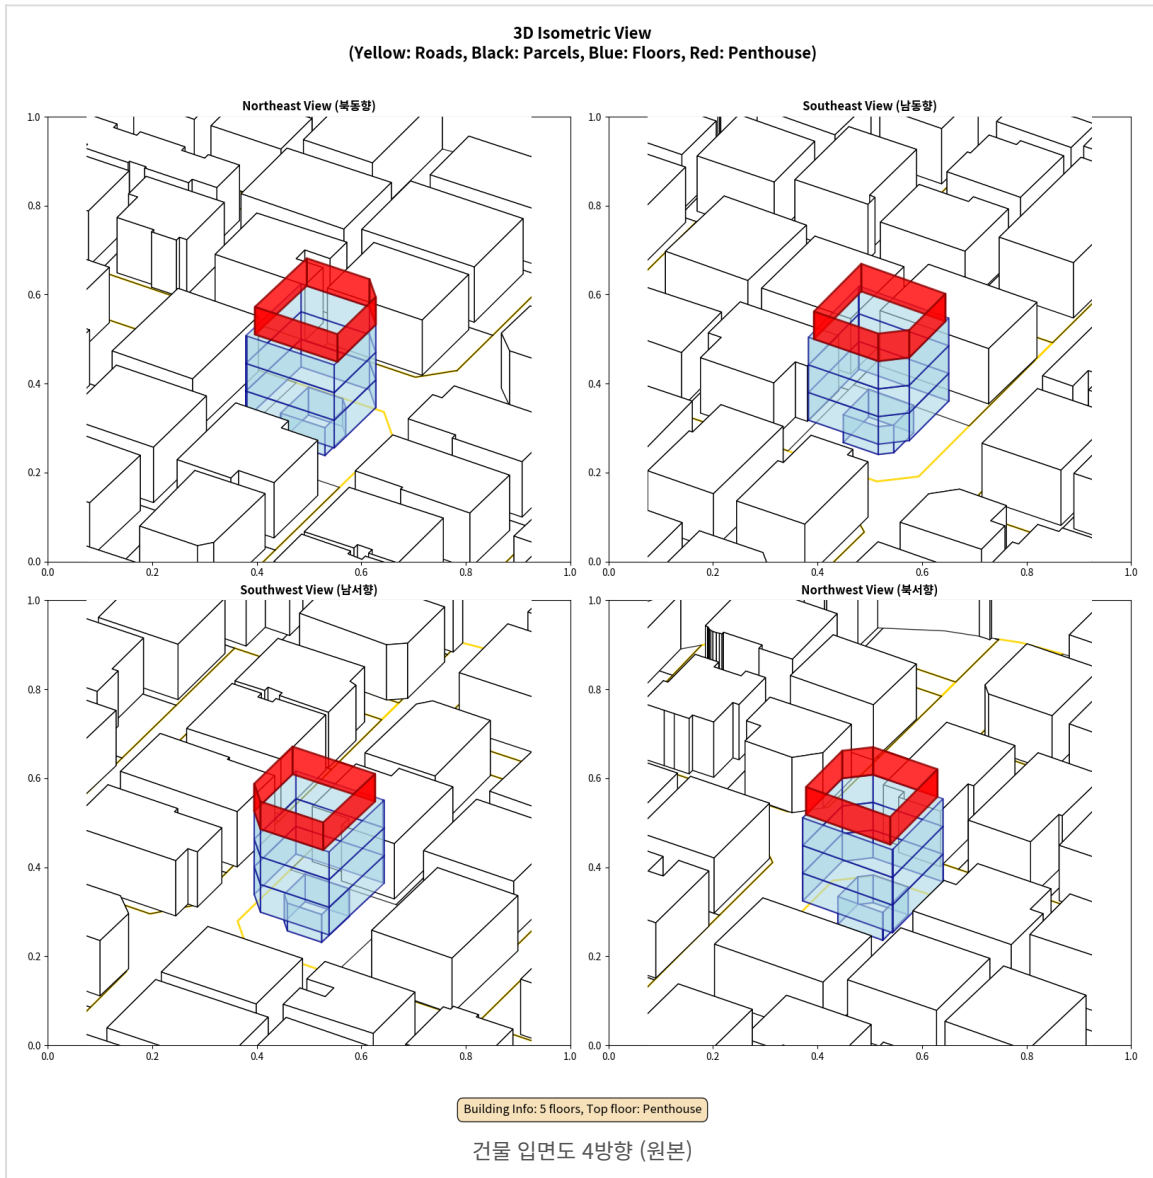 3D Isometric View
(Yellow: Roads, Black: Parcels, Blue: Floors, Red: Penthouse)
Northeast View (북동향)
1.0
0.8
0.6
0.4
0.2
0.0
0.0 0.2 0.4 0.6 0.8 1.0
Southeast View (남동향)
1.0
0.8
0.6
0.4
0.2
0.0
0.0 0.2 0.4 0.6 0.8 1.0
Southwest View (남서향)
1.0
0.8
0.6
0.4
0.2
0.0
0.0 0.2 0.4 0.6 0.8 1.0
Northwest View (북서향)
1.0
0.8
0.6
0.4
0.2
0.0
0.0 0.2 0.4 0.6 0.8 1.0
Building Info: 5 floors, Top floor: Penthouse
건물 입면도 4방향 (원본)